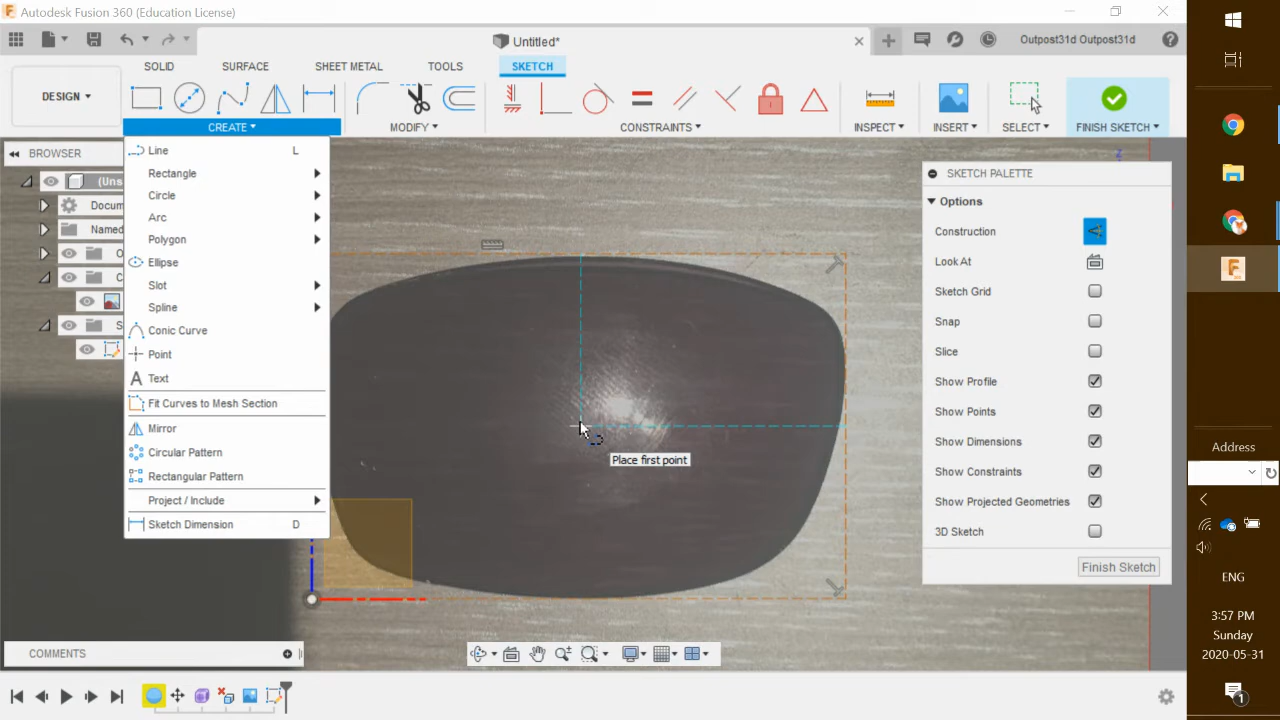 Autodesk Fusion 360 (Education License)
Untitled*
Outpost31d Outpost31d
SOLID SURFACE SHEET METAL TOOLS SKETCH
DESIGN
CREATE MODIFY CONSTRAINTS INSPECT INSERT SELECT FINISH SKETCH
BROWSER
(Uns
Docum
Named
O
C
S
Line L
Rectangle
Circle
Arc
Polygon
Ellipse
Slot
Spline
Conic Curve
Point
A Text
Fit Curves to Mesh Section
Mirror
Circular Pattern
Rectangular Pattern
Project / Include
Sketch Dimension D
z
Place first point
SKETCH PALETTE
Options
Construction
Look At
Sketch Grid
Snap
Slice
Show Profile
Show Points
Show Dimensions
Show Constraints
Show Projected Geometries
3D Sketch
Finish Sketch
COMMENTS
Address
ENG
3:57 PM
Sunday
2020-05-31
1